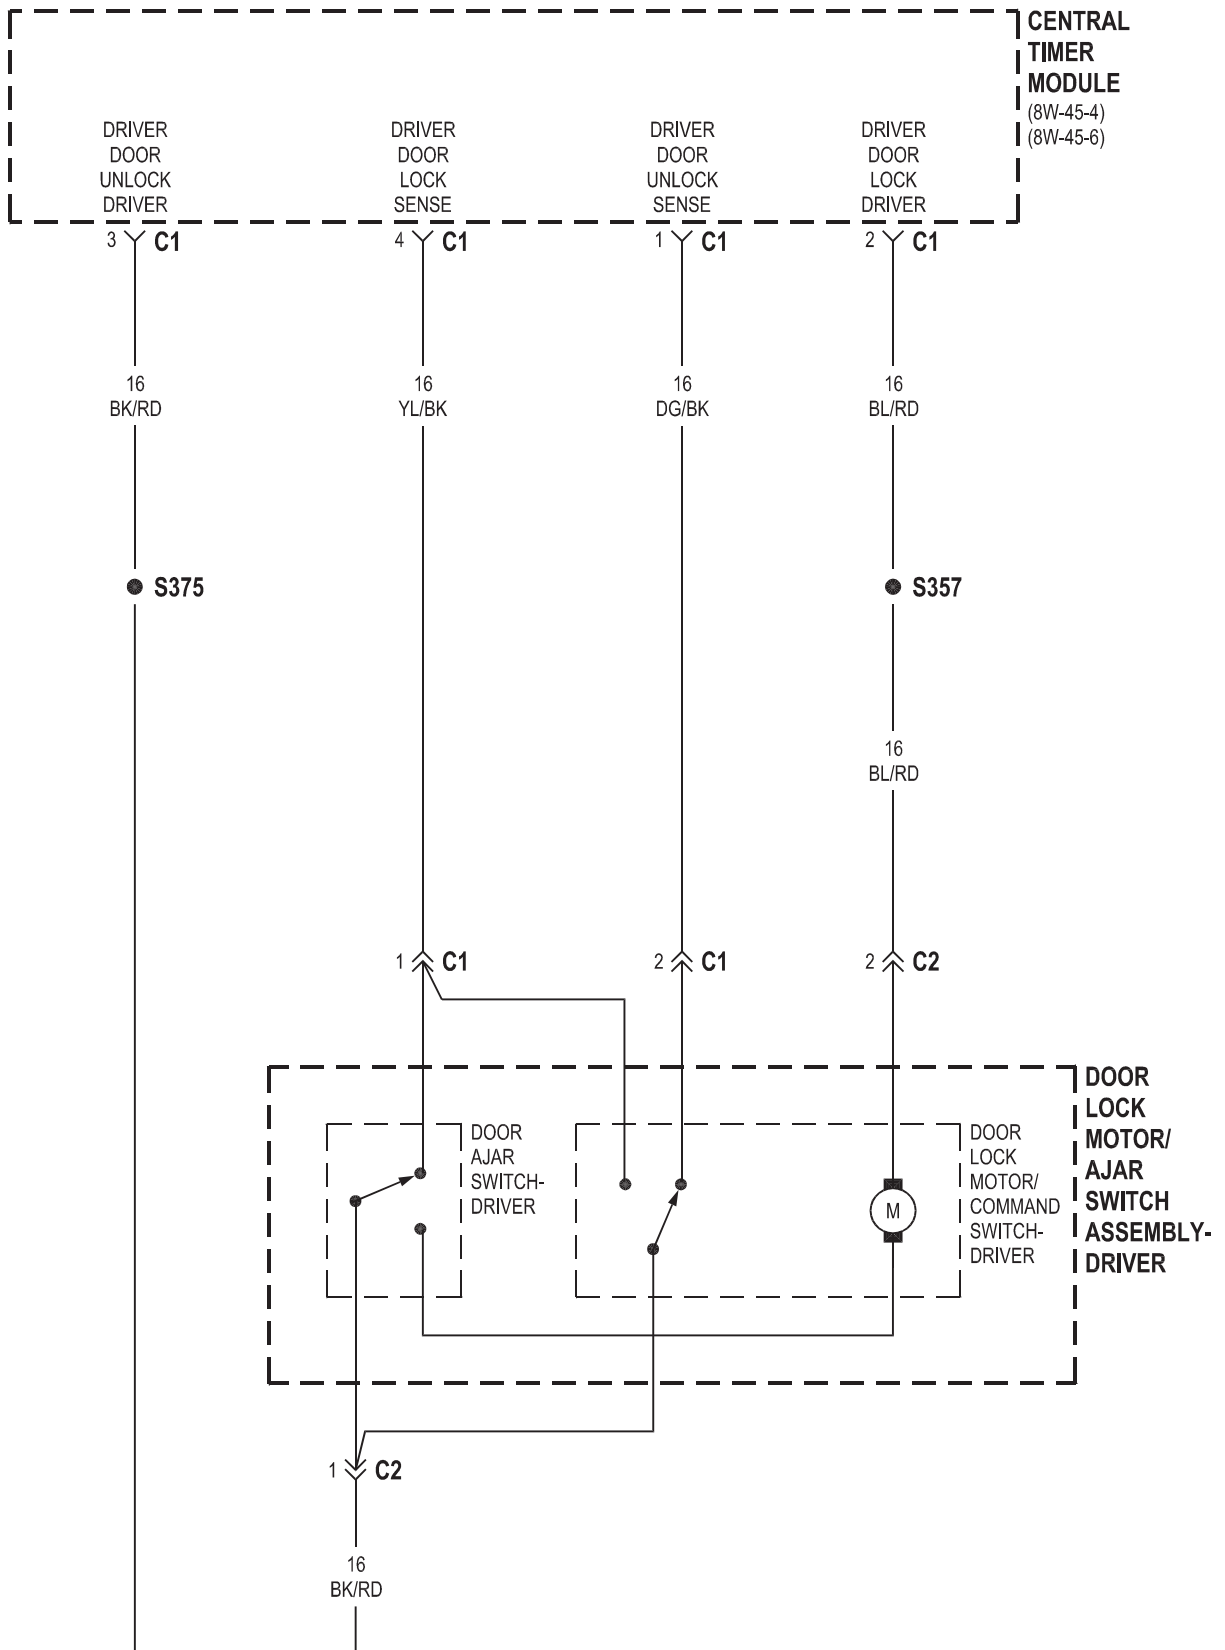 CENTRAL
TIMER
MODULE
(8W-45-4)
(8W-45-6)
DRIVER
DOOR
UNLOCK
DRIVER
DRIVER
DOOR
LOCK
SENSE
DRIVER
DOOR
UNLOCK
SENSE
DRIVER
DOOR
LOCK
DRIVER
3 C1
4 C1
1 C1
2 C1
16
BK/RD
16
YL/BK
16
DG/BK
16
BL/RD
S375
S357
16
BL/RD
1 C1
2 C1
2 C2
DOOR
LOCK
MOTOR/
AJAR
SWITCH
ASSEMBLY-
DRIVER
DOOR
AJAR
SWITCH-
DRIVER
DOOR
LOCK
MOTOR/
COMMAND
SWITCH-
DRIVER
M
1 C2
16
BK/RD